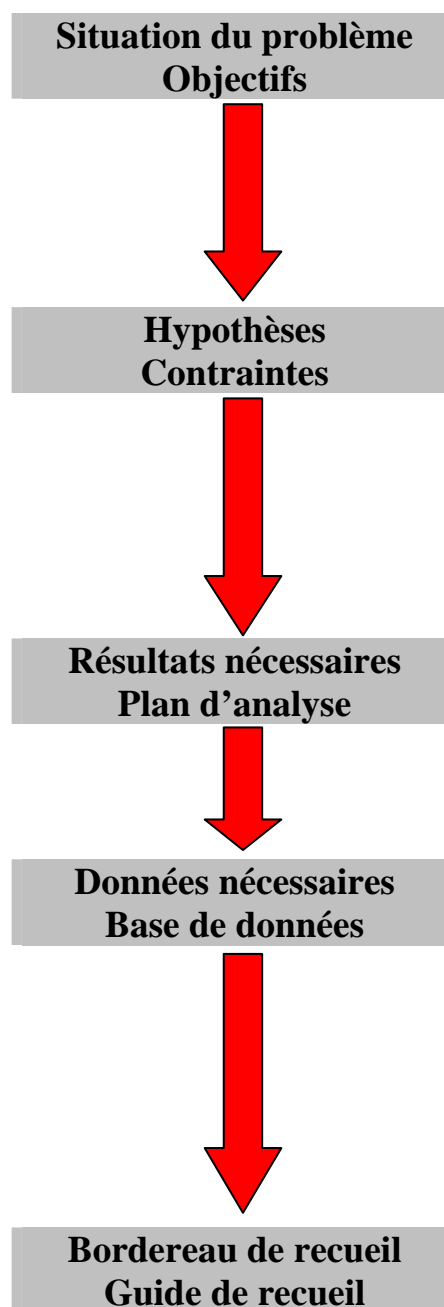 Situation du problème
Objectifs
Hypothèses
Contraintes
Résultats nécessaires
Plan d’analyse
Données nécessaires
Base de données
Bordereau de recueil
Guide de recueil